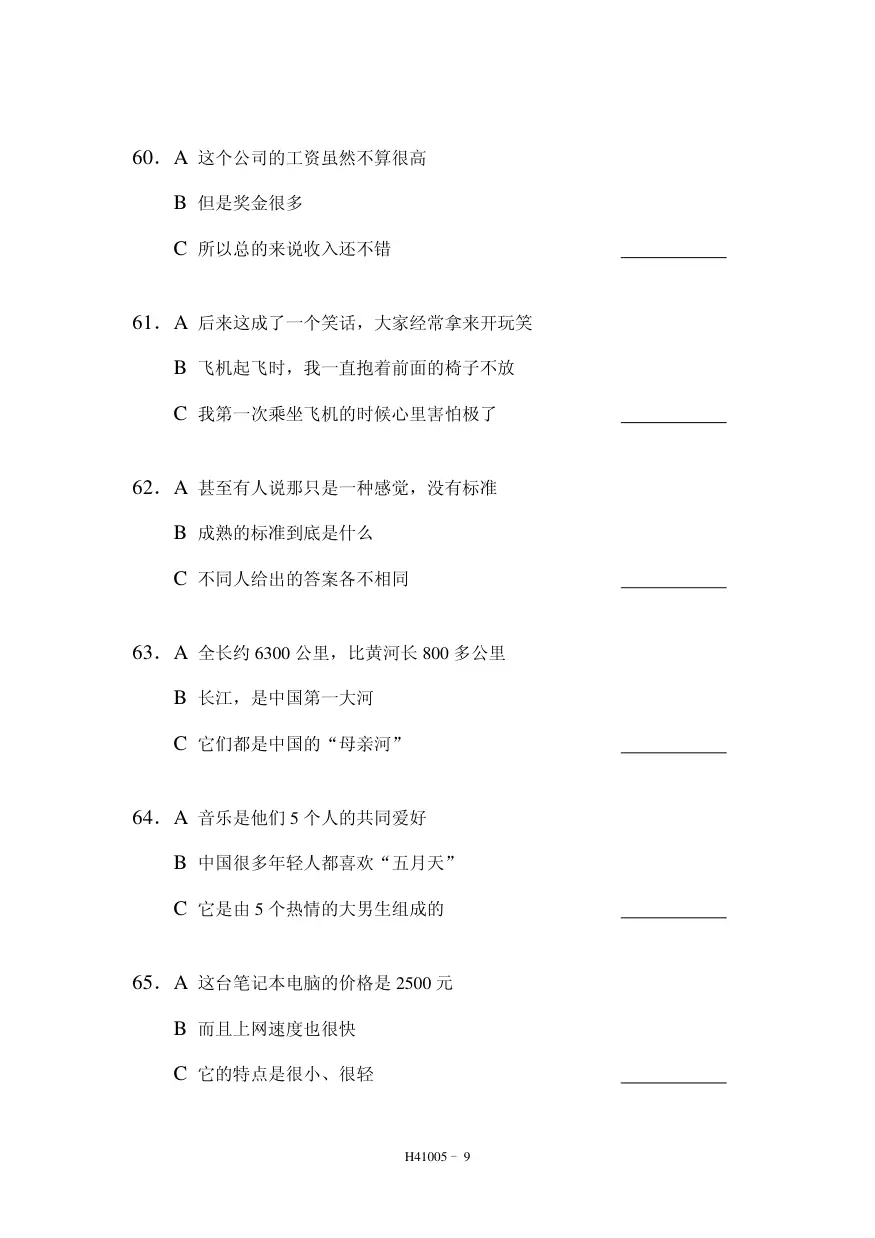 60．A 这个公司的工资虽然不算很高
B 但是奖金很多
C 所以总的来说收入还不错
61．A 后来这成了一个笑话，大家经常拿来开玩笑
B 飞机起飞时，我一直抱着前面的椅子不放
C 我第一次乘坐飞机的时候心里害怕极了
62．A 甚至有人说那只是一种感觉，没有标准
B 成熟的标准到底是什么
C 不同人给出的答案各不相同
63．A 全长约 6300 公里，比黄河长 800 多公里
B 长江，是中国第一大河
C 它们都是中国的“母亲河”
64．A 音乐是他们 5 个人的共同爱好
B 中国很多年轻人都喜欢“五月天”
C 它是由 5 个热情的大男生组成的
65．A 这台笔记本电脑的价格是 2500 元
B 而且上网速度也很快
C 它的特点是很小、很轻
H41005－ 9